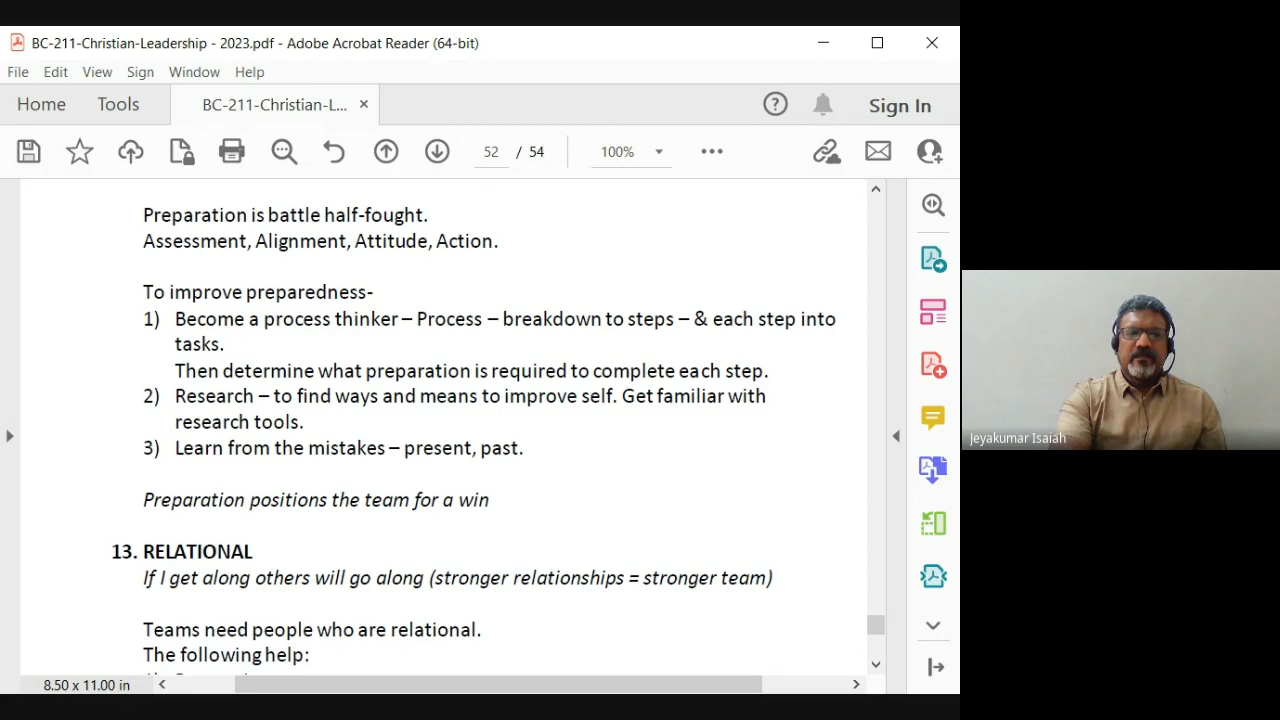 BC-211-Christian-Leadership - 2023.pdf - Adobe Acrobat Reader (64-bit)
File Edit View Sign Window Help
Home Tools BC-211-Christian-L... × Sign In
52 / 54 100%
Preparation is battle half-fought.
Assessment, Alignment, Attitude, Action.
To improve preparedness-
1) Become a process thinker – Process – breakdown to steps – & each step into
tasks.
Then determine what preparation is required to complete each step.
2) Research – to find ways and means to improve self. Get familiar with
research tools.
3) Learn from the mistakes – present, past.
Preparation positions the team for a win
13. RELATIONAL
If I get along others will go along (stronger relationships = stronger team)
Teams need people who are relational.
The following help:
8.50 x 11.00 in
Jeyakumar Isaiah